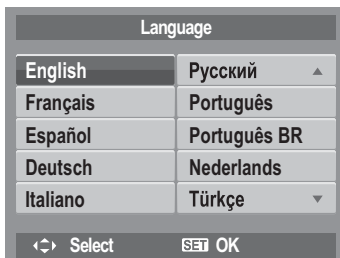 Language
English
Русский
Français
Português
Español
Português BR
Deutsch
Nederlands
Italiano
Türkçe
Select
SET OK